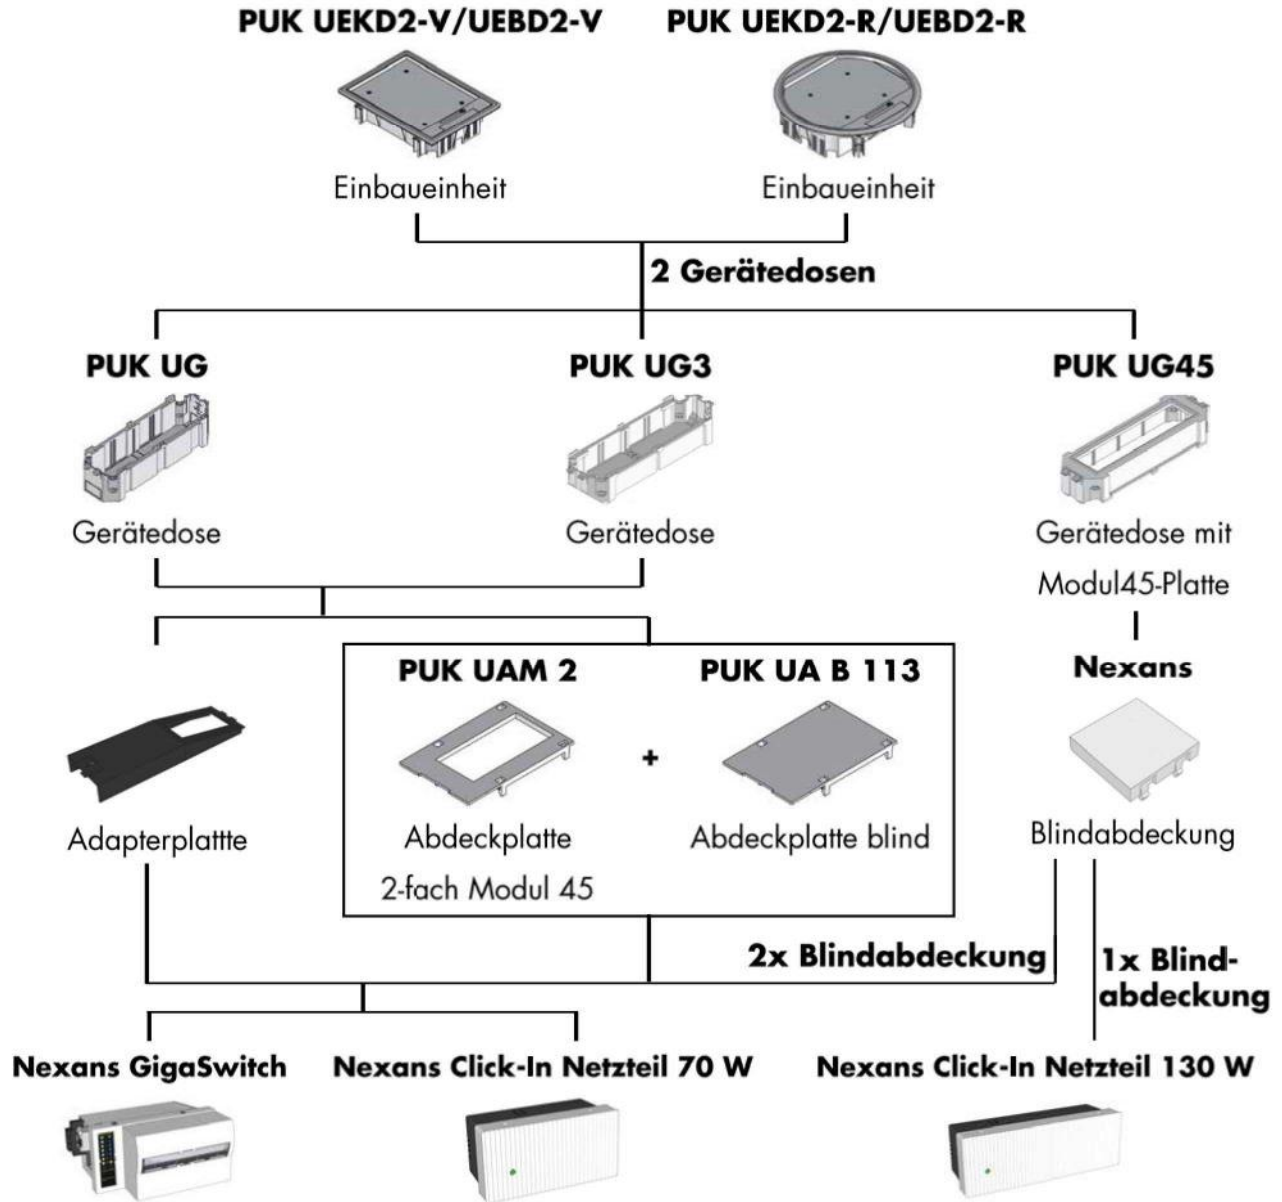 PUK UEKD2-V/UEBD2-V
PUK UEKD2-R/UEBD2-R
Einbaueinheit
Einbaueinheit
2 Gerätedosen
PUK UG
PUK UG3
PUK UG45
Gerätedose
Gerätedose
Gerätedose mit
Modul45-Platte
PUK UAM 2
PUK UA B 113
Nexans
+
Adapterplattte
Abdeckplatte
2-fach Modul 45
Abdeckplatte blind
Blindabdeckung
2x Blindabdeckung
1x Blind-
abdeckung
Nexans GigaSwitch
Nexans Click-In Netzteil 70 W
Nexans Click-In Netzteil 130 W